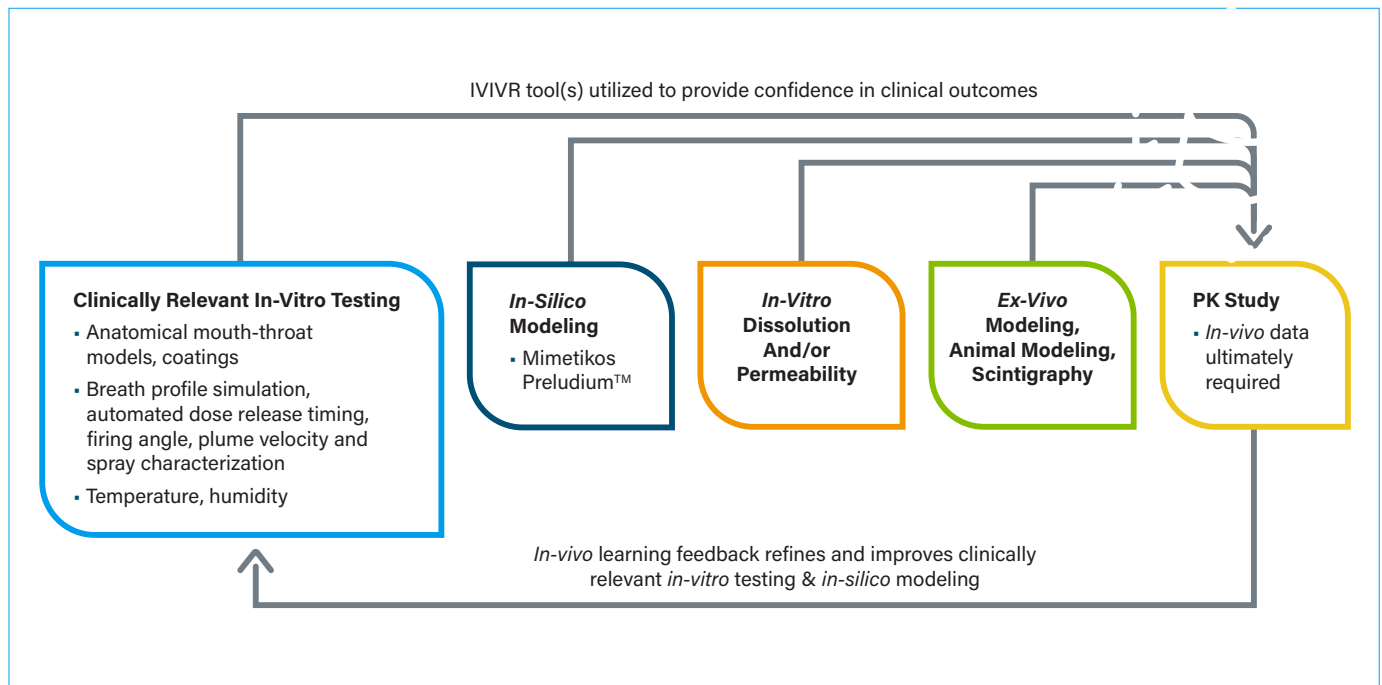 IVIVR tool(s) utilized to provide confidence in clinical outcomes
Clinically Relevant In-Vitro Testing
▪ Anatomical mouth-throat
models, coatings
▪ Breath profile simulation,
automated dose release timing,
firing angle, plume velocity and
spray characterization
▪ Temperature, humidity
In-Silico
Modeling
▪ Mimetikos
Preludium™
In-Vitro
Dissolution
And/or
Permeability
Ex-Vivo
Modeling,
Animal Modeling,
Scintigraphy
PK Study
▪ In-vivo data
ultimately
required
In-vivo learning feedback refines and improves clinically
relevant in-vitro testing & in-silico modeling